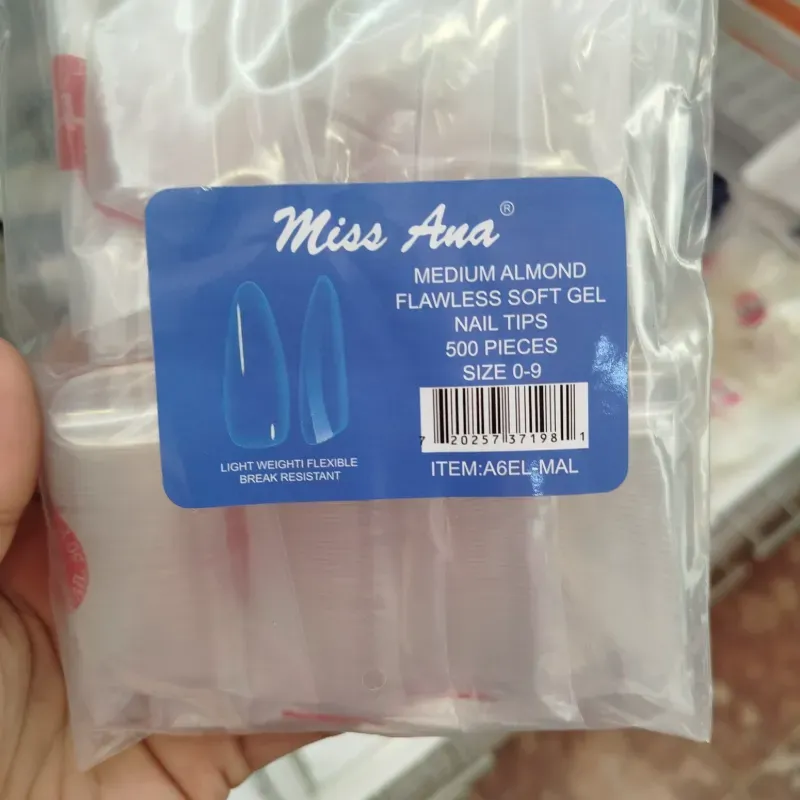 Miss Ana ®
MEDIUM ALMOND
FLAWLESS SOFT GEL
NAIL TIPS
500 PIECES
SIZE 0-9
7 20257 37198 1
ITEM:A6EL-MAL
LIGHT WEIGHTI FLEXIBLE
BREAK RESISTANT